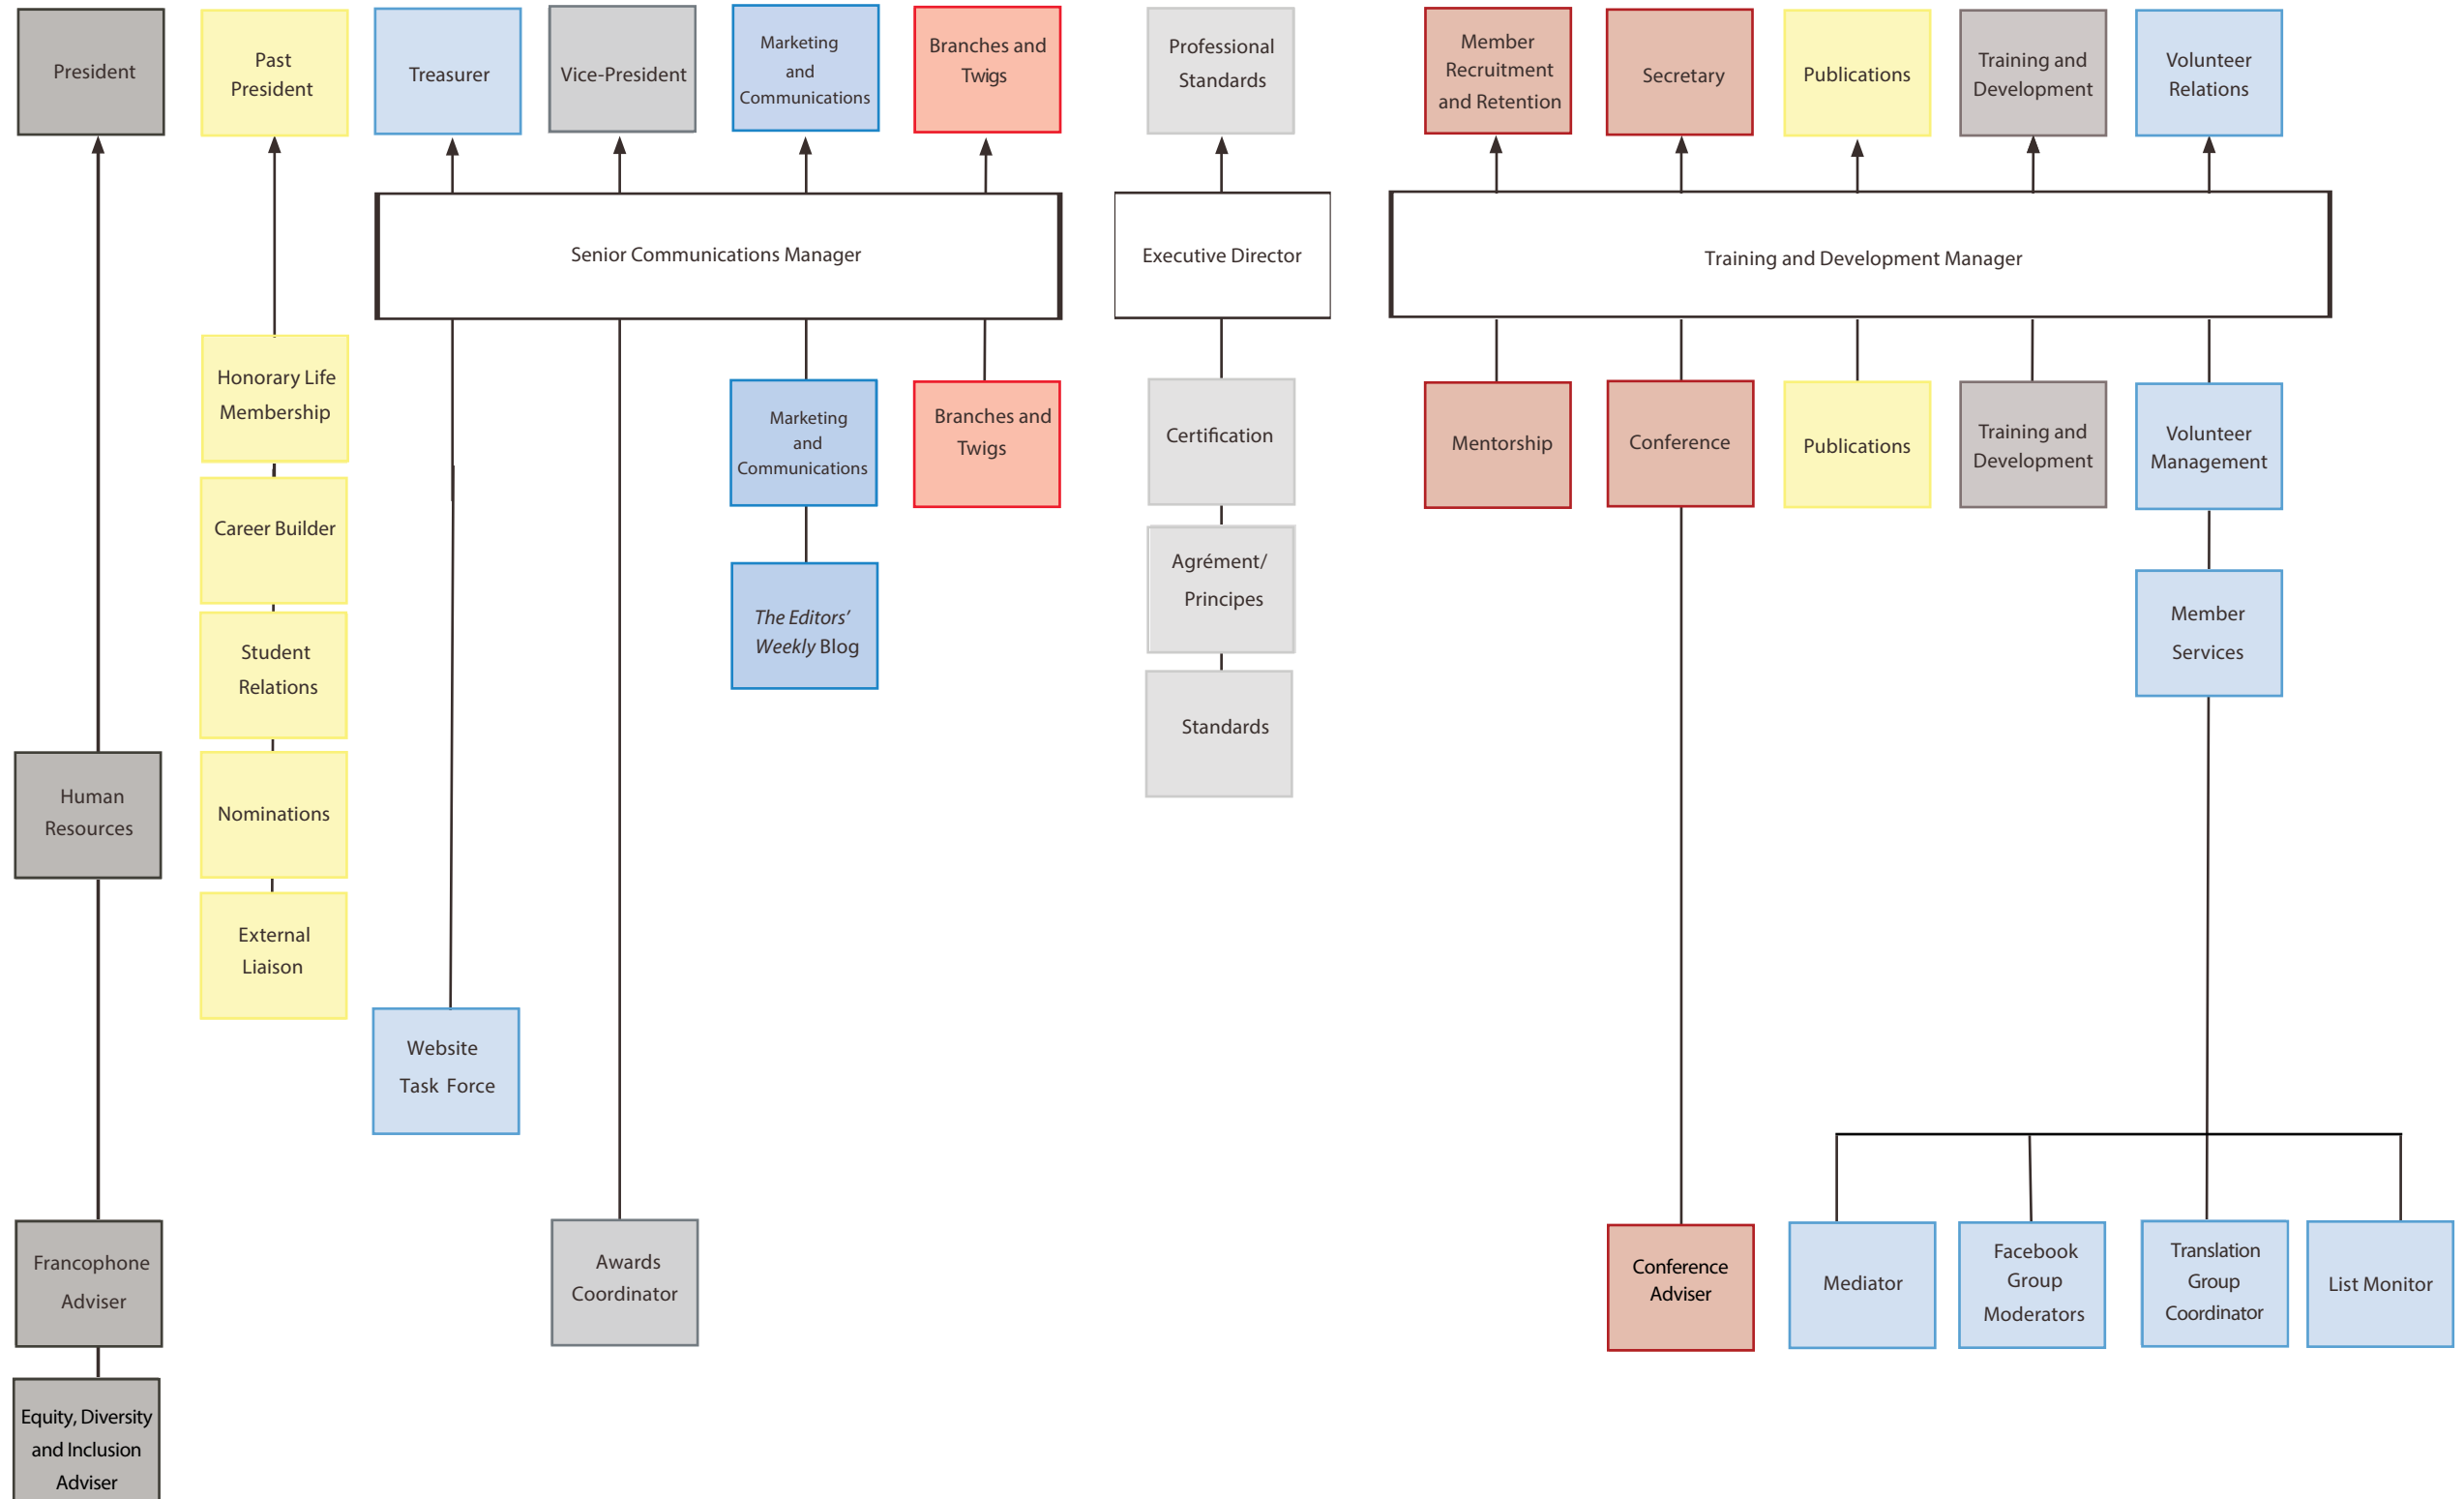 President
Past
President
Treasurer
Vice-President
Marketing
and
Communications
Branches and
Twigs
Professional
Standards
Member
Recruitment
and Retention
Secretary
Publications
Training and
Development
Volunteer
Relations
Senior Communications Manager
Executive Director
Training and Development Manager
Honorary Life
Membership
Marketing
and
Communications
Branches and
Twigs
Certification
Mentorship
Conference
Publications
Training and
Development
Volunteer
Management
Career Builder
Agrément/
Principes
The Editors’
Weekly Blog
Member
Services
Student
Relations
Standards
Human
Resources
Nominations
External
Liaison
Website
Task Force
Francophone
Adviser
Awards
Coordinator
Conference
Adviser
Mediator
Facebook
Group
Moderators
Translation
Group
Coordinator
List Monitor
Equity, Diversity
and Inclusion
Adviser